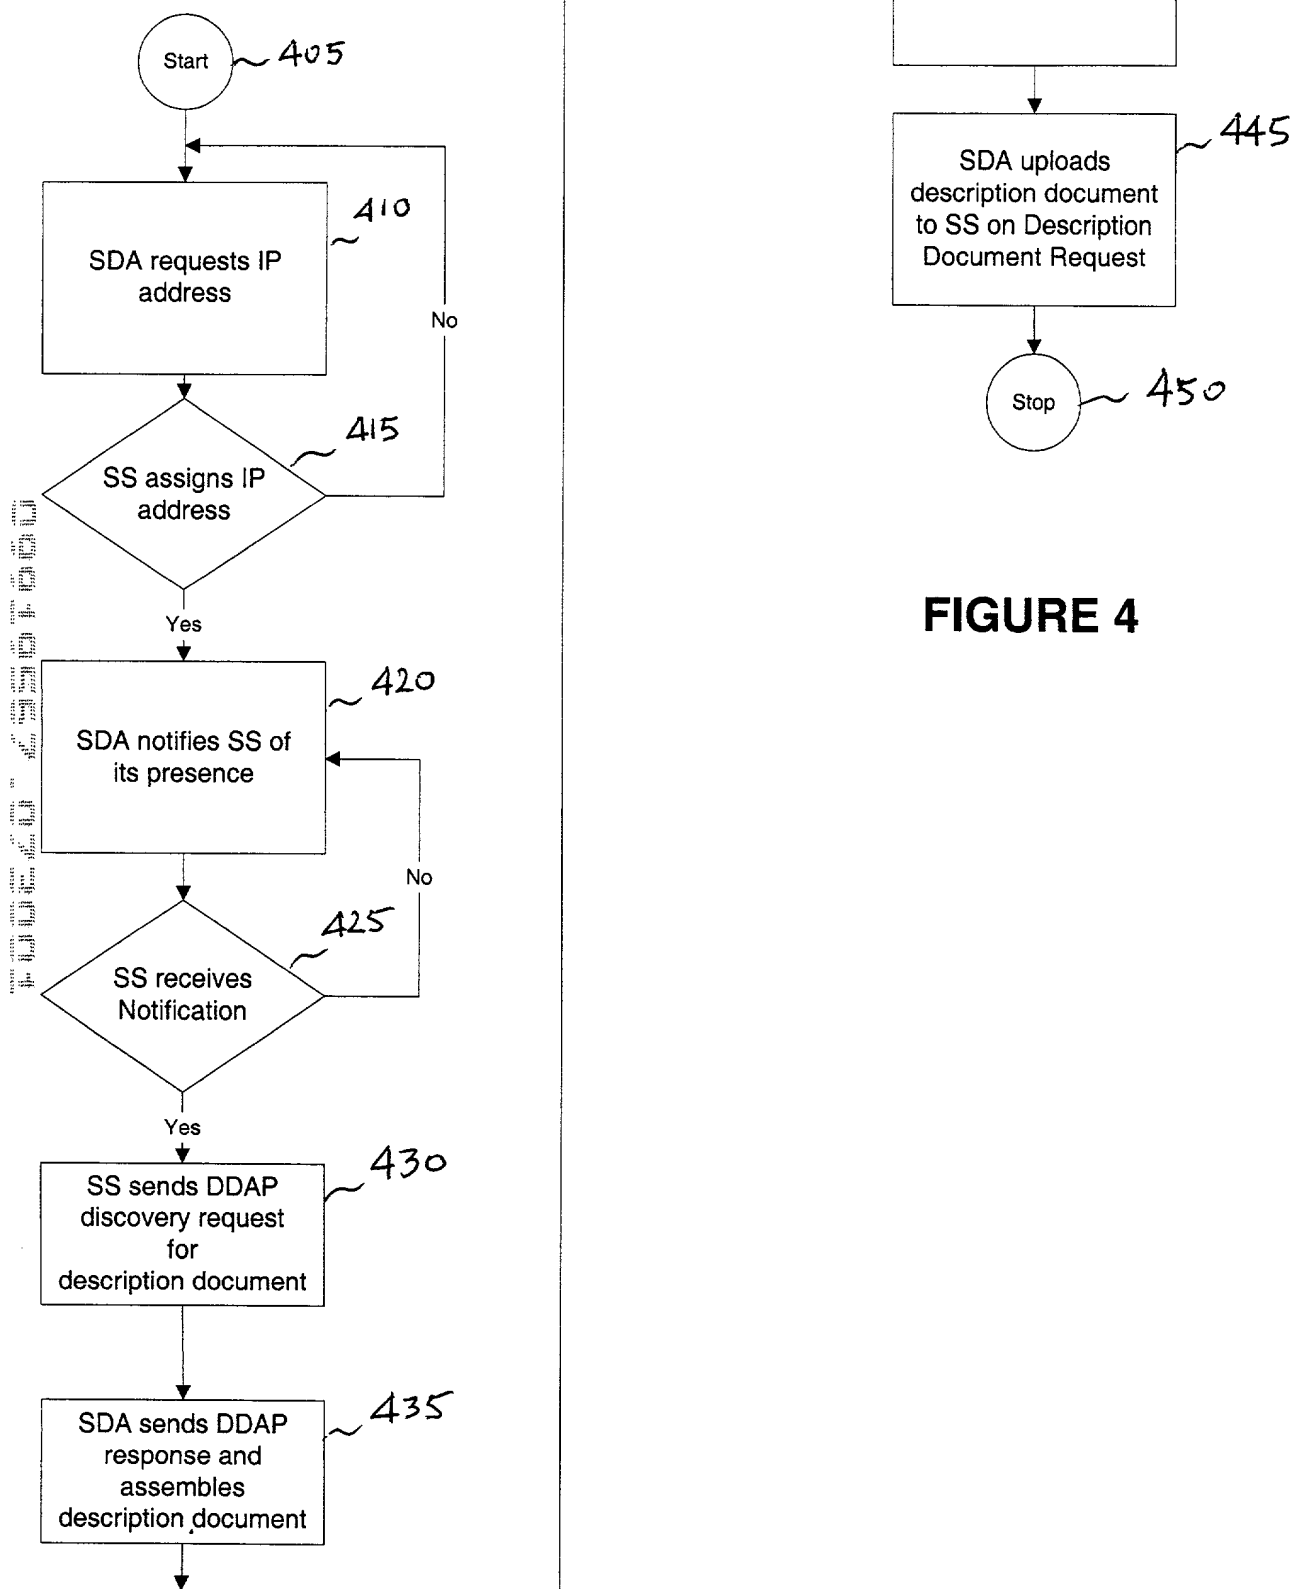 Start
405
SDA requests IP
address
410
No
SS assigns IP
address
415
Yes
SDA notifies SS of
its presence
420
No
SS receives
Notification
425
Yes
SS sends DDAP
discovery request
for
description document
430
SDA sends DDAP
response and
assembles
description document
435
SDA uploads
description document
to SS on Description
Document Request
445
Stop
450
FIGURE 4